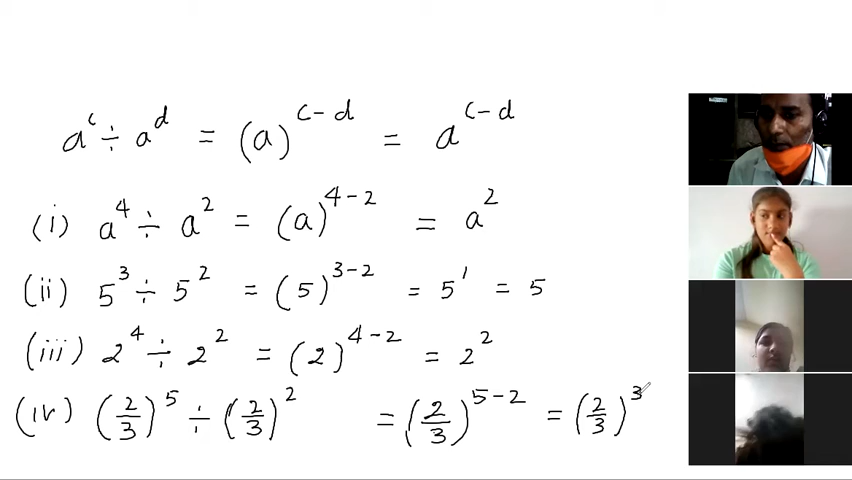 a^c ÷ a^d = (a)^(c-d) = a^(c-d)
(i) a^4 ÷ a^2 = (a)^(4-2) = a^2
(ii) 5^3 ÷ 5^2 = (5)^(3-2) = 5^1 = 5
(iii) 2^4 ÷ 2^2 = (2)^(4-2) = 2^2
(iv) (2/3)^5 ÷ (2/3)^2 = (2/3)^(5-2) = (2/3)^3